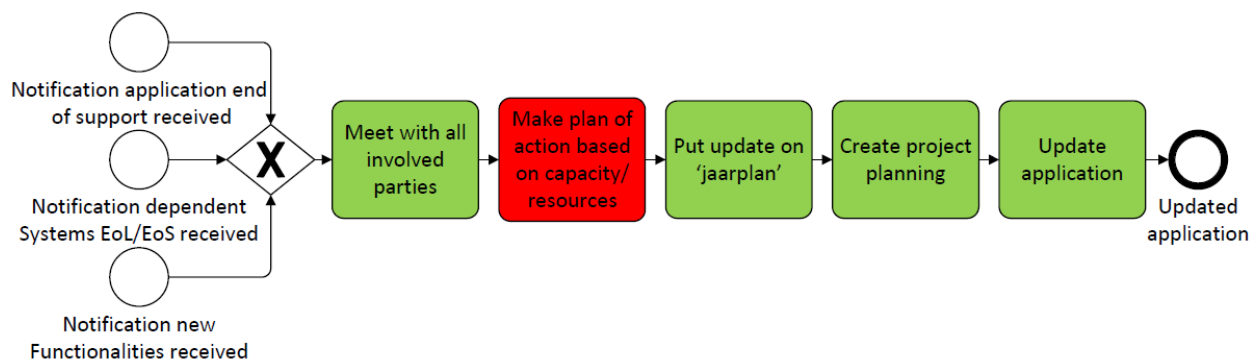 Notification application end
of support received
Notification dependent
Systems EoL/EoS received
Notification new
Functionalities received
X
Meet with all
involved
parties
Make plan of
action based
on capacity/
resources
Put update on
‘jaarplan’
Create project
planning
Update
application
Updated
application